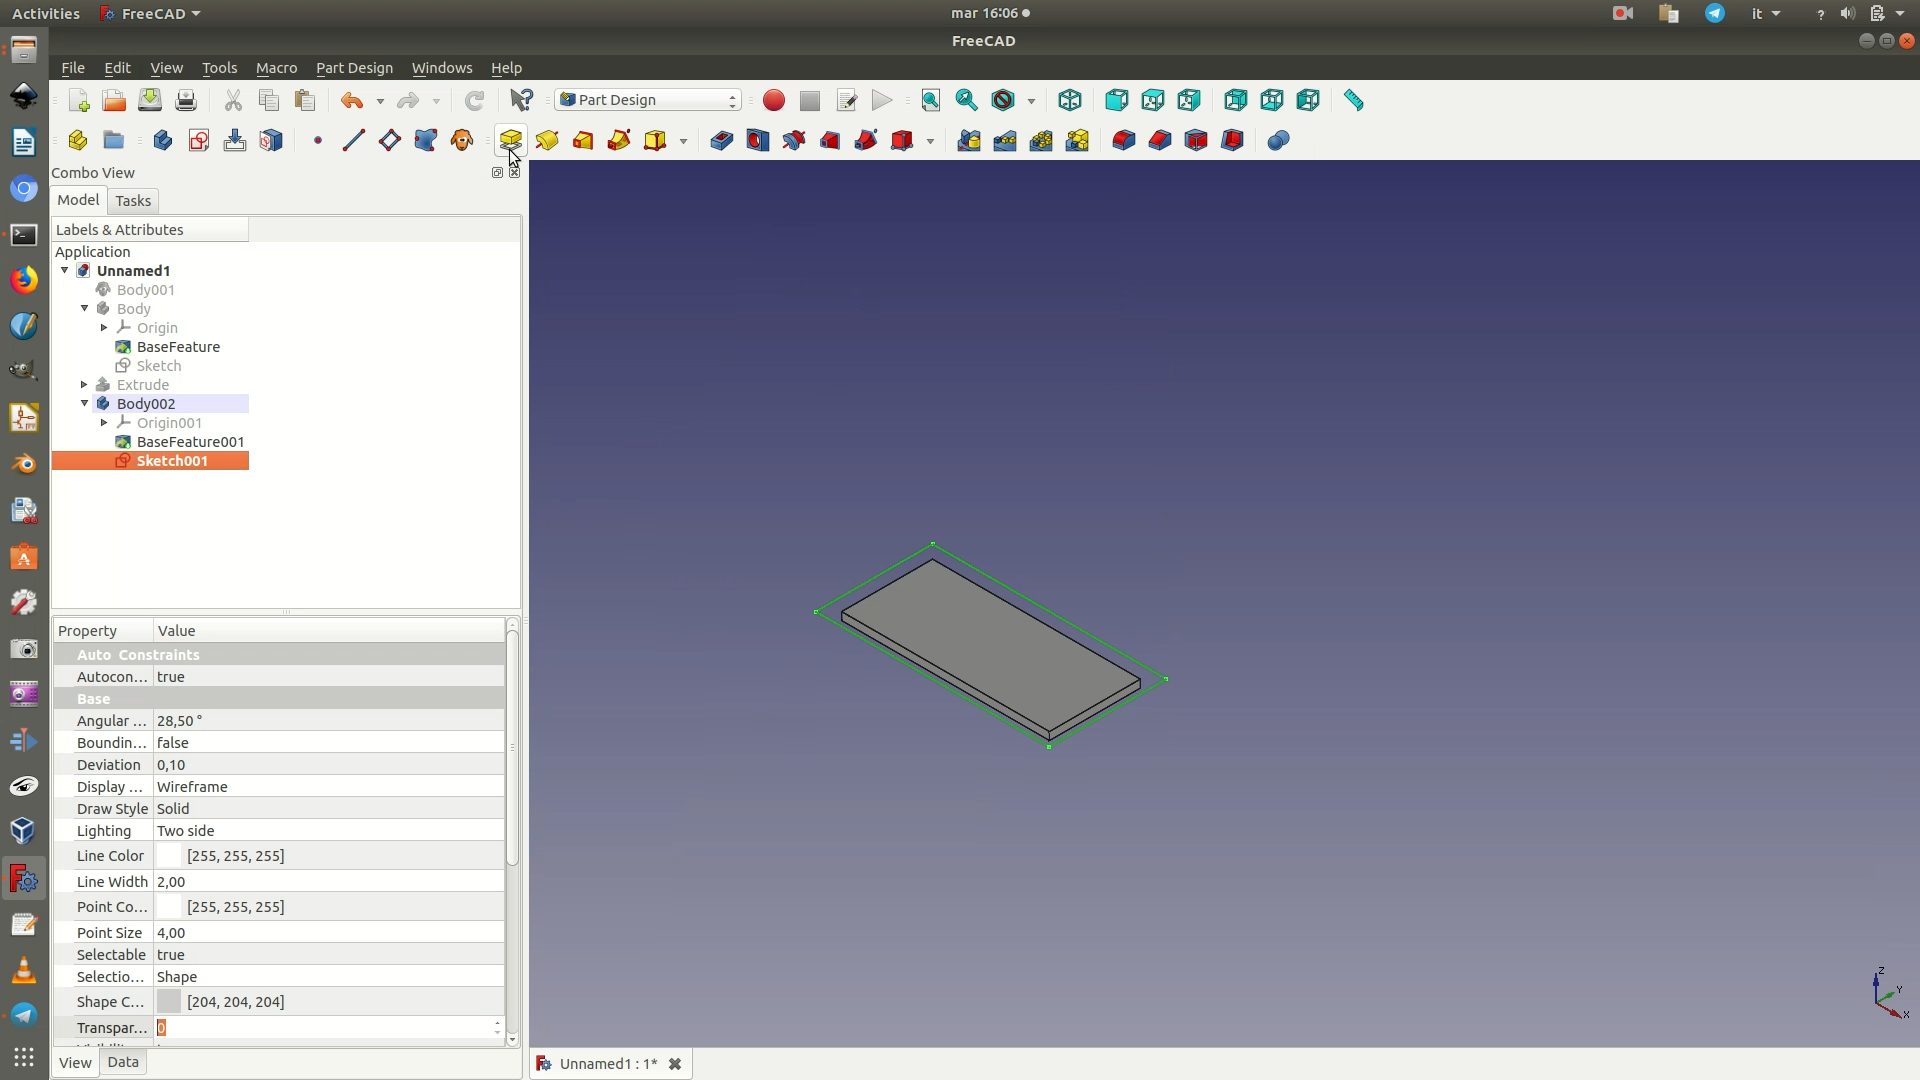 Activities FreeCAD mar 16:06 it ?
FreeCAD
File Edit View Tools Macro Part Design Windows Help
Part Design
Combo View
Model Tasks
Labels & Attributes
Application
Unnamed1
Body001
Body
Origin
BaseFeature
Sketch
Extrude
Body002
Origin001
BaseFeature001
Sketch001
Property Value
Auto Constraints
Autocon... true
Base
Angular ... 28,50 °
Boundin... false
Deviation 0,10
Display ... Wireframe
Draw Style Solid
Lighting Two side
Line Color [255, 255, 255]
Line Width 2,00
Point Co... [255, 255, 255]
Point Size 4,00
Selectable true
Selectio... Shape
Shape C... [204, 204, 204]
Transpar... 0
View Data
Unnamed1 : 1*
Z
Y
X